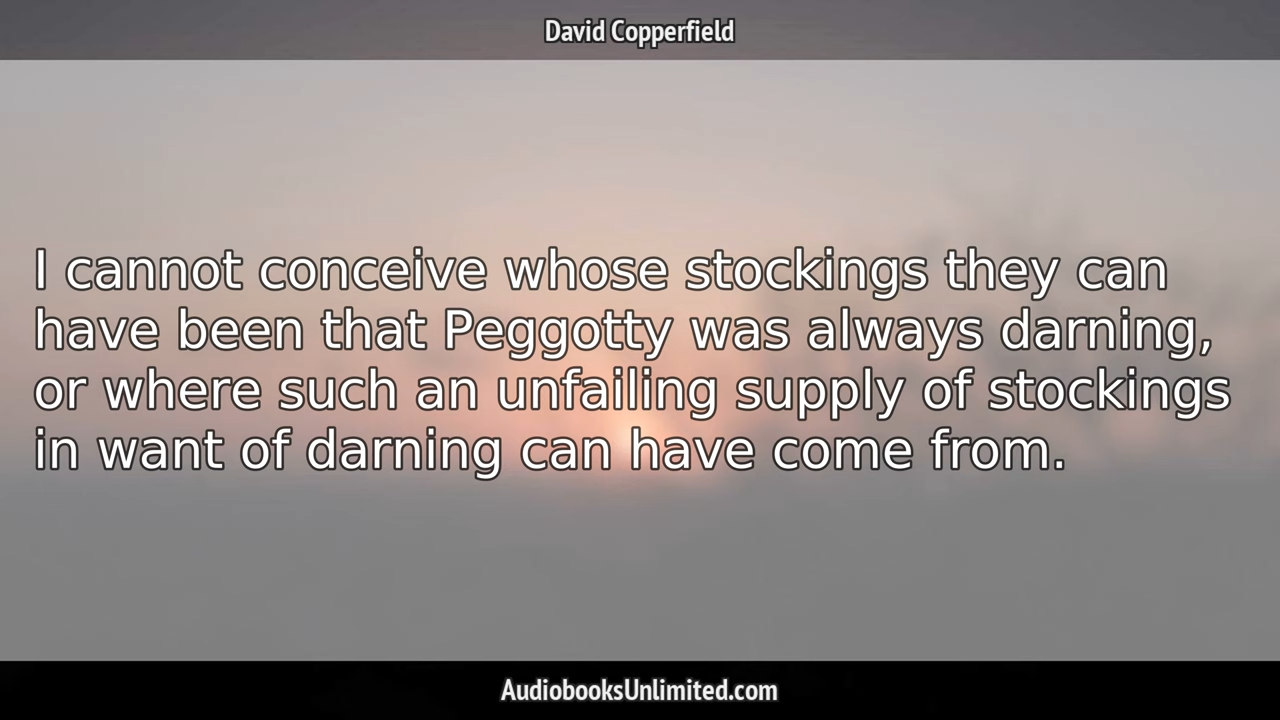 David Copperfield
I cannot conceive whose stockings they can
have been that Peggotty was always darning,
or where such an unfailing supply of stockings
in want of darning can have come from.
AudiobooksUnlimited.com